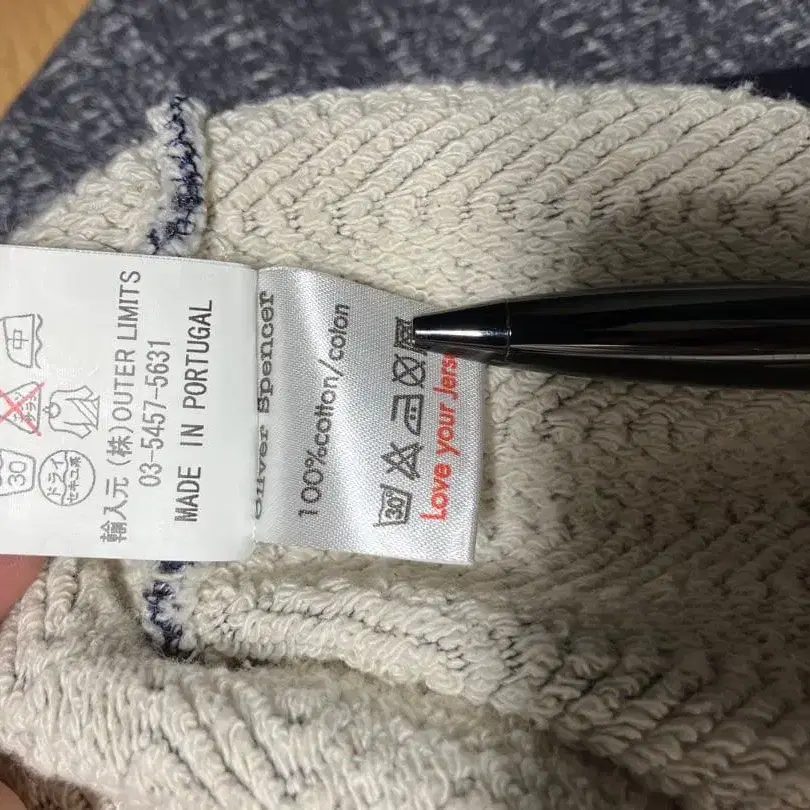 30
中
ドライ
セキユ系
輸入元 (株)OUTER LIMITS
03-5457-5631
MADE IN PORTUGAL
Oliver Spencer
100%cotton/coton
30°
Love your